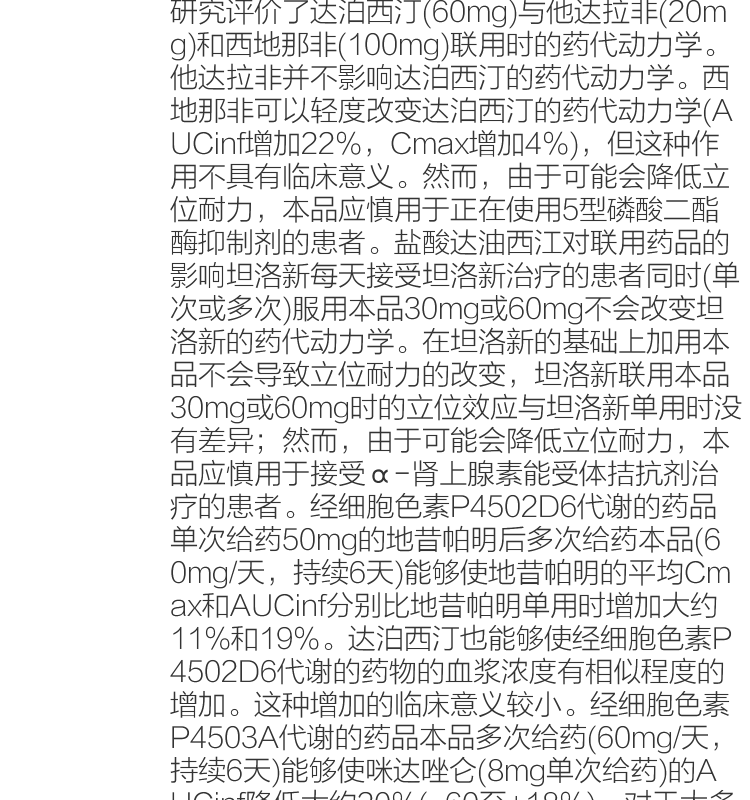 研究评价了达泊西汀(60mg)与他达拉非(20m
g)和西地那非(100mg)联用时的药代动力学。
他达拉非并不影响达泊西汀的药代动力学。西
地那非可以轻度改变达泊西汀的药代动力学(A
UCinf增加22%，Cmax增加4%)，但这种作
用不具有临床意义。然而，由于可能会降低立
位耐力，本品应慎用于正在使用5型磷酸二酯
酶抑制剂的患者。盐酸达油西江对联用药品的
影响坦洛新每天接受坦洛新治疗的患者同时(单
次或多次)服用本品30mg或60mg不会改变坦
洛新的药代动力学。在坦洛新的基础上加用本
品不会导致立位耐力的改变，坦洛新联用本品
30mg或60mg时的立位效应与坦洛新单用时没
有差异；然而，由于可能会降低立位耐力，本
品应慎用于接受α-肾上腺素能受体拮抗剂治
疗的患者。经细胞色素P4502D6代谢的药品
单次给药50mg的地昔帕明后多次给药本品(6
0mg/天，持续6天)能够使地昔帕明的平均Cm
ax和AUCinf分别比地昔帕明单用时增加大约
11%和19%。达泊西汀也能够使经细胞色素P
4502D6代谢的药物的血浆浓度有相似程度的
增加。这种增加的临床意义较小。经细胞色素
P4503A代谢的药品本品多次给药(60mg/天，
持续6天)能够使咪达唑仑(8mg单次给药)的A
UCinf降低大约20%(-60至+18%)。对于大多